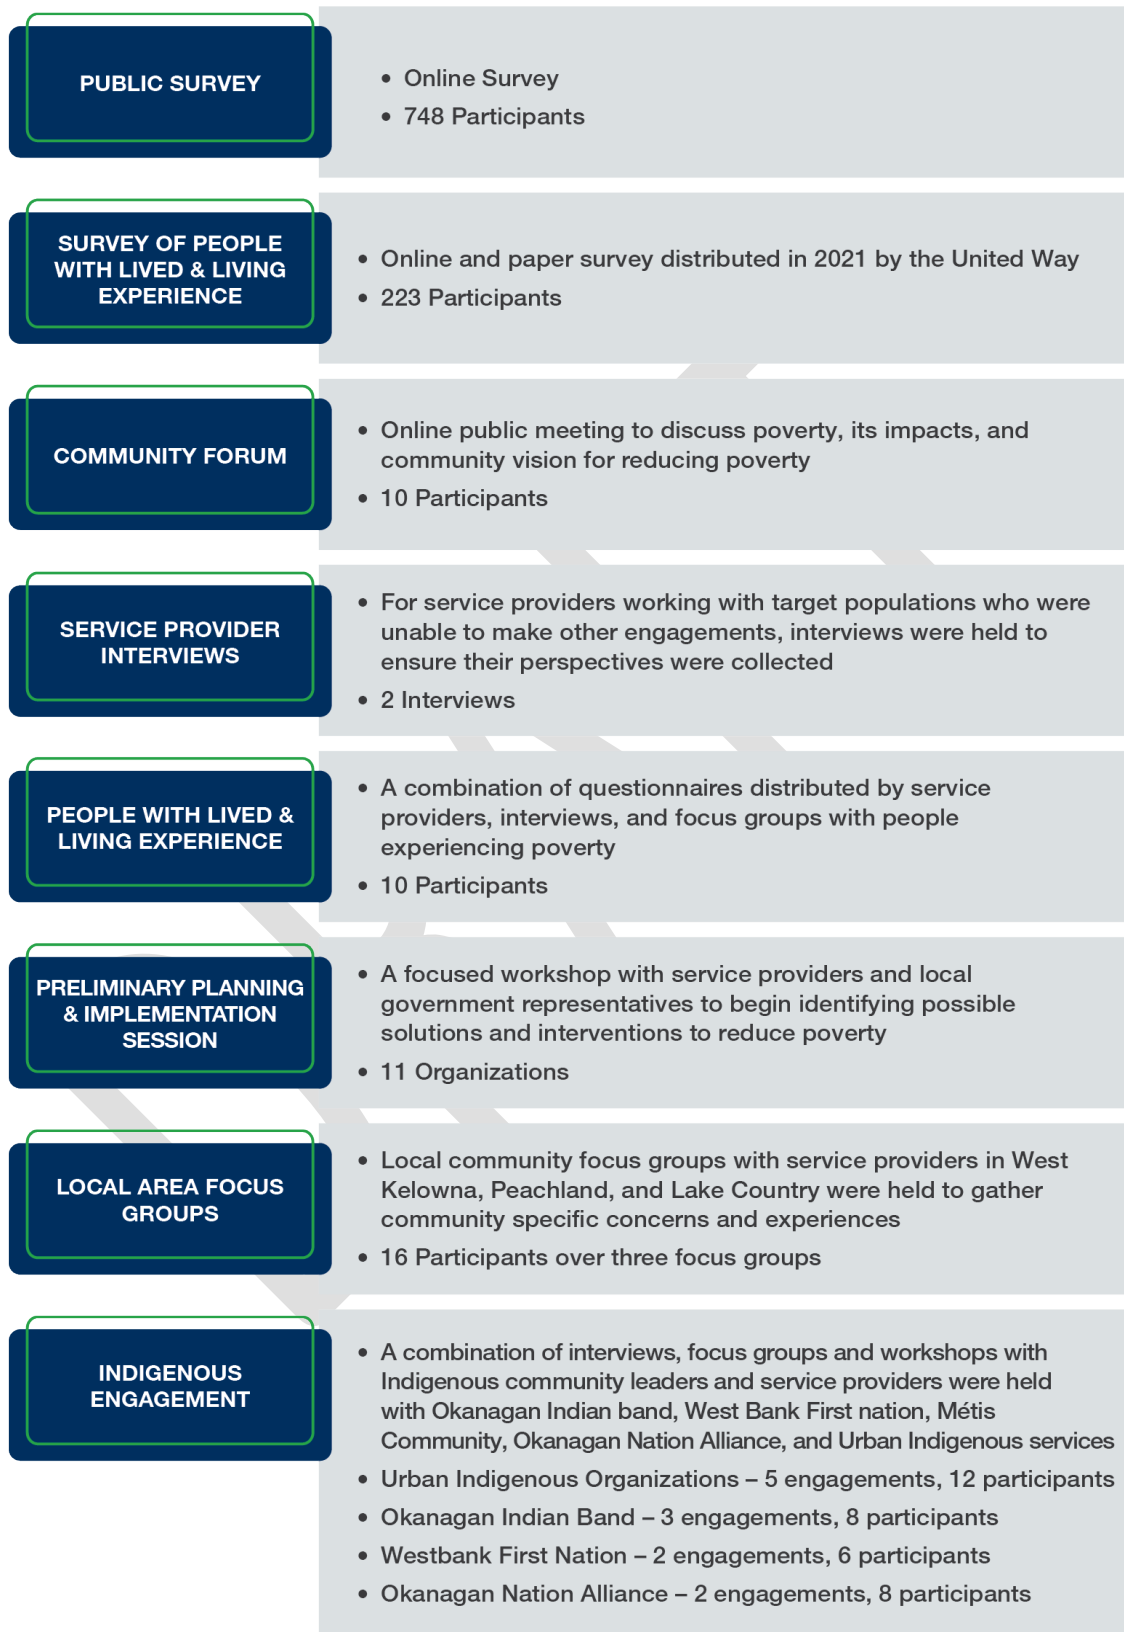 PUBLIC SURVEY
• Online Survey
• 748 Participants
SURVEY OF PEOPLE
WITH LIVED & LIVING
EXPERIENCE
• Online and paper survey distributed in 2021 by the United Way
• 223 Participants
COMMUNITY FORUM
• Online public meeting to discuss poverty, its impacts, and
community vision for reducing poverty
• 10 Participants
SERVICE PROVIDER
INTERVIEWS
• For service providers working with target populations who were
unable to make other engagements, interviews were held to
ensure their perspectives were collected
• 2 Interviews
PEOPLE WITH LIVED &
LIVING EXPERIENCE
• A combination of questionnaires distributed by service
providers, interviews, and focus groups with people
experiencing poverty
• 10 Participants
PRELIMINARY PLANNING
& IMPLEMENTATION
SESSION
• A focused workshop with service providers and local
government representatives to begin identifying possible
solutions and interventions to reduce poverty
• 11 Organizations
LOCAL AREA FOCUS
GROUPS
• Local community focus groups with service providers in West
Kelowna, Peachland, and Lake Country were held to gather
community specific concerns and experiences
• 16 Participants over three focus groups
INDIGENOUS
ENGAGEMENT
• A combination of interviews, focus groups and workshops with
Indigenous community leaders and service providers were held
with Okanagan Indian band, West Bank First nation, Métis
Community, Okanagan Nation Alliance, and Urban Indigenous services
• Urban Indigenous Organizations – 5 engagements, 12 participants
• Okanagan Indian Band – 3 engagements, 8 participants
• Westbank First Nation – 2 engagements, 6 participants
• Okanagan Nation Alliance – 2 engagements, 8 participants